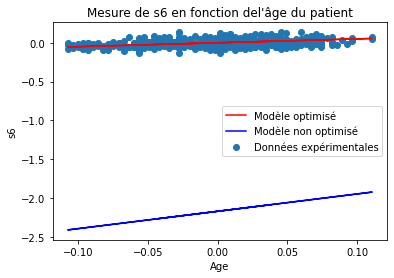 Mesure de s6 en fonction del'âge du patient
0.0
-0.5
-1.0
-1.5
-2.0
-2.5
s6
Modèle optimisé
Modèle non optimisé
Données expérimentales
-0.10
-0.05
0.00
0.05
0.10
Age